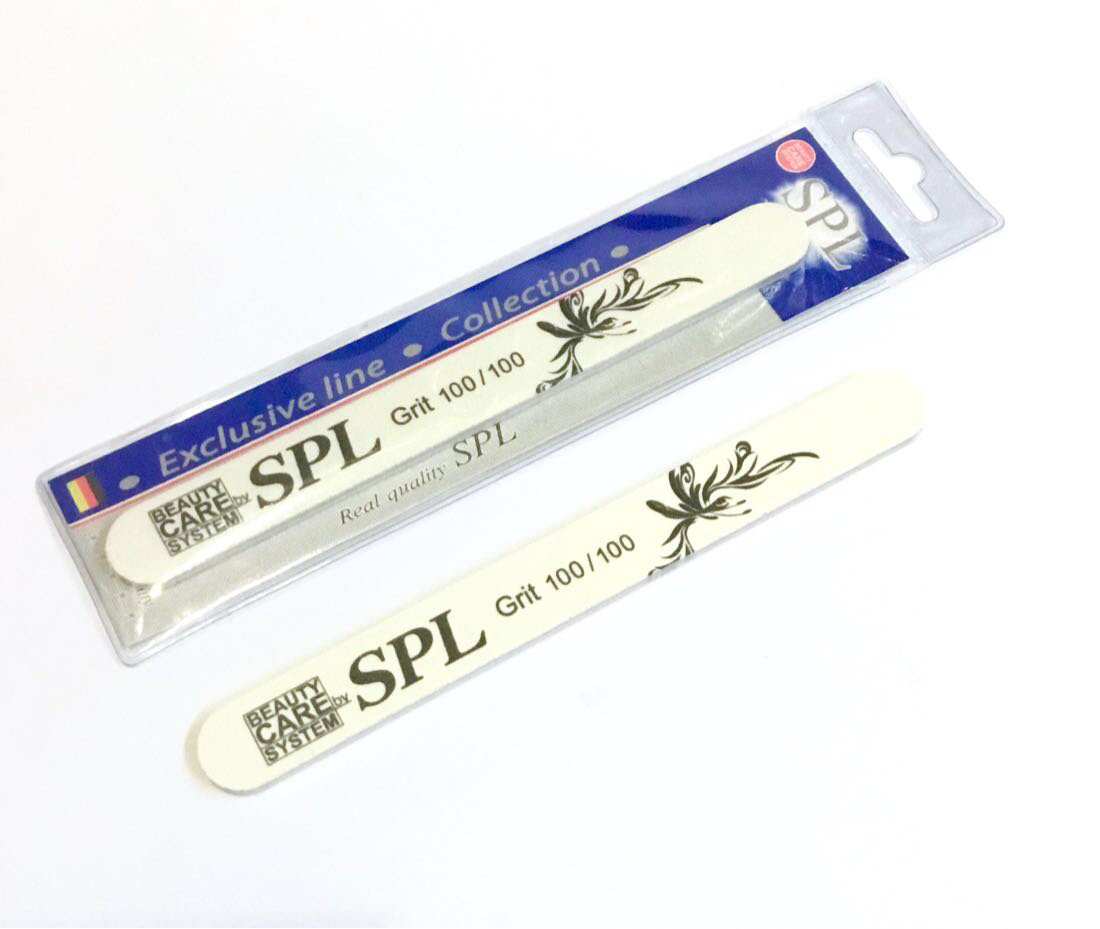 SPL
• Exclusive line • Collection •
BEAUTY
CARE
SYSTEM
by
SPL
Grit 100/100
Real quality SPL
BEAUTY
CARE
SYSTEM
by
SPL
Grit 100/100